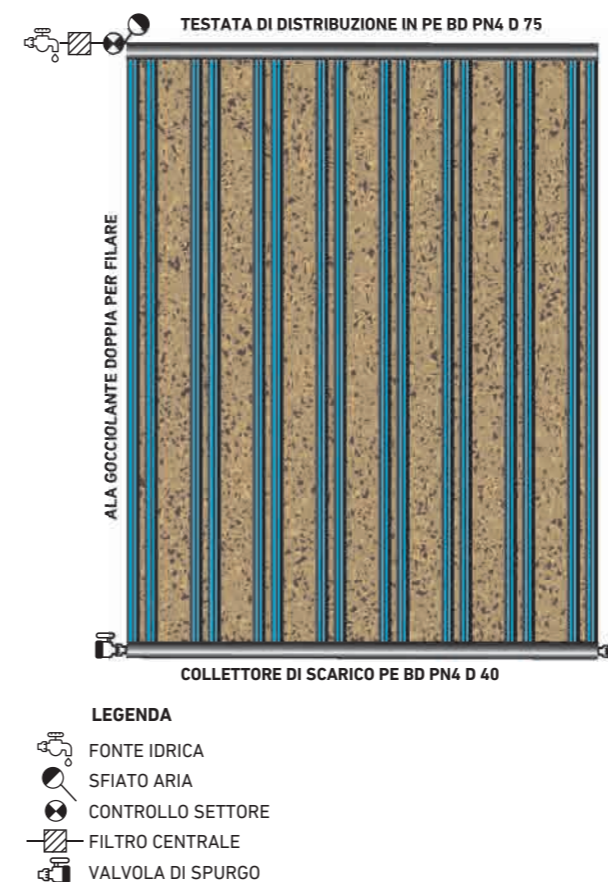 TESTATA DI DISTRIBUZIONE IN PE BD PN4 D 75
ALA GOCCIOLANTE DOPPIA PER FILARE
COLLETTORE DI SCARICO PE BD PN4 D 40
LEGENDA
FONTE IDRICA
SFIATO ARIA
CONTROLLO SETTORE
FILTRO CENTRALE
VALVOLA DI SPURGO